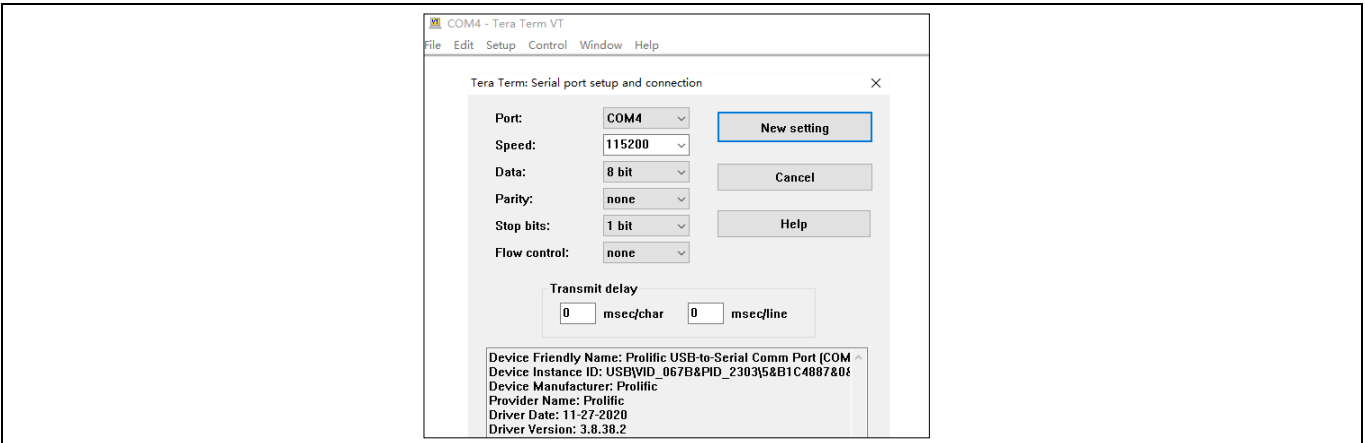 COM4 - Tera Term VT
File Edit Setup Control Window Help
Tera Term: Serial port setup and connection
Port: COM4 New setting
Speed: 115200
Data: 8 bit Cancel
Parity: none
Stop bits: 1 bit Help
Flow control: none
Transmit delay
0 msec/char 0 msec/line
Device Friendly Name: Prolific USB-to-Serial Comm Port (COM
Device Instance ID: USB\VID_067B&PID_2303\5&B1C4887&0&
Device Manufacturer: Prolific
Provider Name: Prolific
Driver Date: 11-27-2020
Driver Version: 3.8.38.2